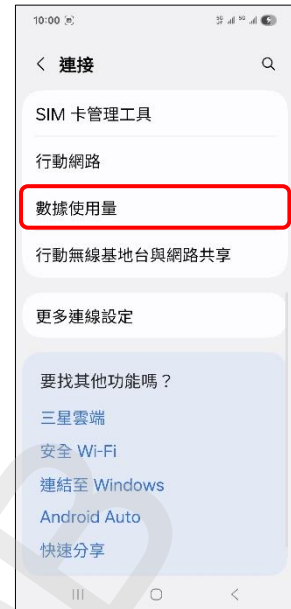 10:00
連接
SIM 卡管理工具
行動網路
數據使用量
行動無線基地台與網路共享
更多連線設定
要找其他功能嗎？
三星雲端
安全 Wi-Fi
連結至 Windows
Android Auto
快速分享